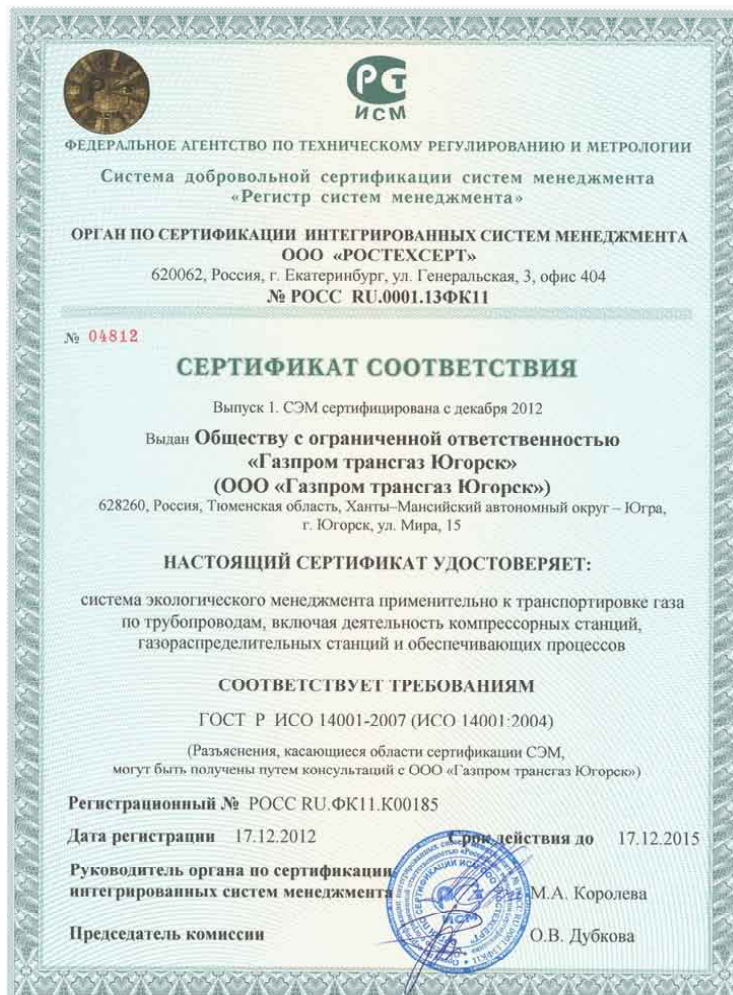 РСТ
ИСМ
ФЕДЕРАЛЬНОЕ АГЕНТСТВО ПО ТЕХНИЧЕСКОМУ РЕГУЛИРОВАНИЮ И МЕТРОЛОГИИ
Система добровольной сертификации систем менеджмента
«Регистр систем менеджмента»
ОРГАН ПО СЕРТИФИКАЦИИ ИНТЕГРИРОВАННЫХ СИСТЕМ МЕНЕДЖМЕНТА
ООО «РОСТЕХСЕРТ»
620062, Россия, г. Екатеринбург, ул. Генеральская, 3, офис 404
№ РОСС RU.0001.13ФК11
№ 04812
СЕРТИФИКАТ СООТВЕТСТВИЯ
Выпуск 1. СЭМ сертифицирована с декабря 2012
Выдан Обществу с ограниченной ответственностью
«Газпром трансгаз Югорск»
(ООО «Газпром трансгаз Югорск»)
628260, Россия, Тюменская область, Ханты–Мансийский автономный округ – Югра,
г. Югорск, ул. Мира, 15
НАСТОЯЩИЙ СЕРТИФИКАТ УДОСТОВЕРЯЕТ:
система экологического менеджмента применительно к транспортировке газа
по трубопроводам, включая деятельность компрессорных станций,
газораспределительных станций и обеспечивающих процессов
СООТВЕТСТВУЕТ ТРЕБОВАНИЯМ
ГОСТ Р ИСО 14001-2007 (ИСО 14001:2004)
(Разъяснения, касающиеся области сертификации СЭМ,
могут быть получены путем консультаций с ООО «Газпром трансгаз Югорск»)
Регистрационный № РОСС RU.ФК11.К00185
Дата регистрации 17.12.2012 Срок действия до 17.12.2015
Руководитель органа по сертификации
интегрированных систем менеджмента М.А. Королева
Председатель комиссии О.В. Дубкова
ИСМ